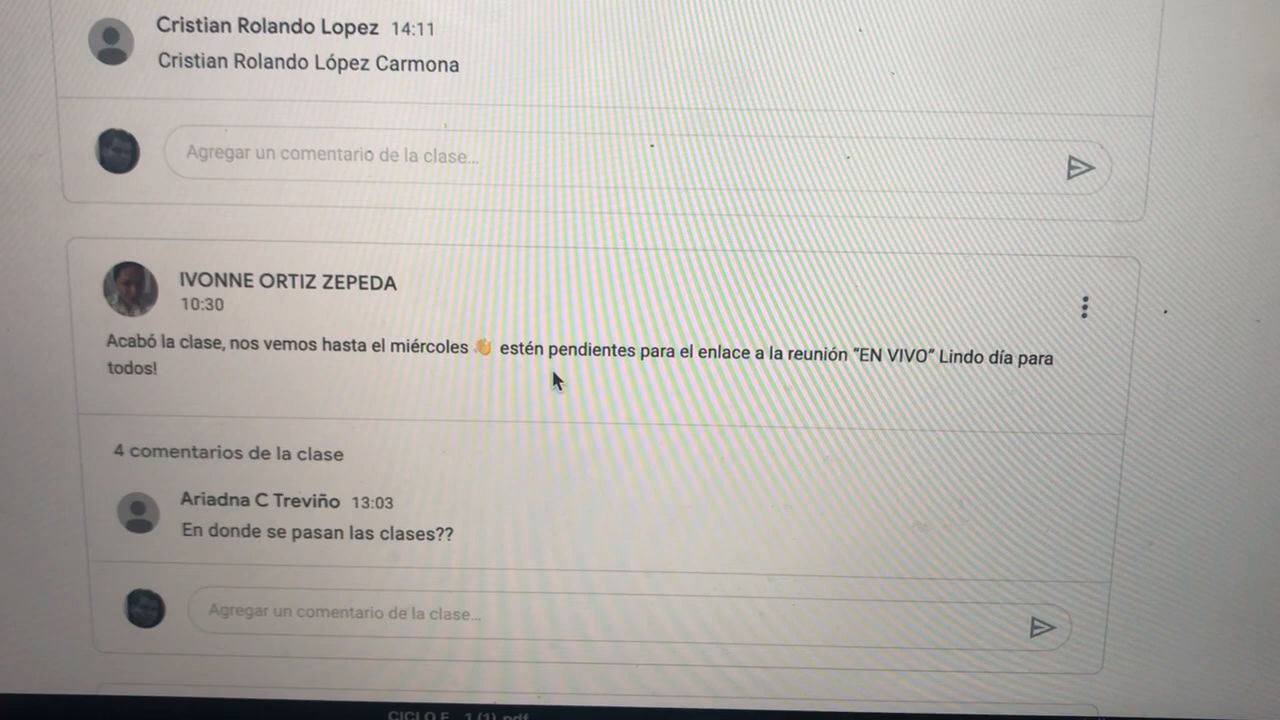 Cristian Rolando Lopez 14:11
Cristian Rolando López Carmona
Agregar un comentario de la clase...
IVONNE ORTIZ ZEPEDA
10:30
Acabó la clase, nos vemos hasta el miércoles 👋 estén pendientes para el enlace a la reunión "EN VIVO" Lindo día para
todos!
4 comentarios de la clase
Ariadna C Treviño 13:03
En donde se pasan las clases??
Agregar un comentario de la clase...